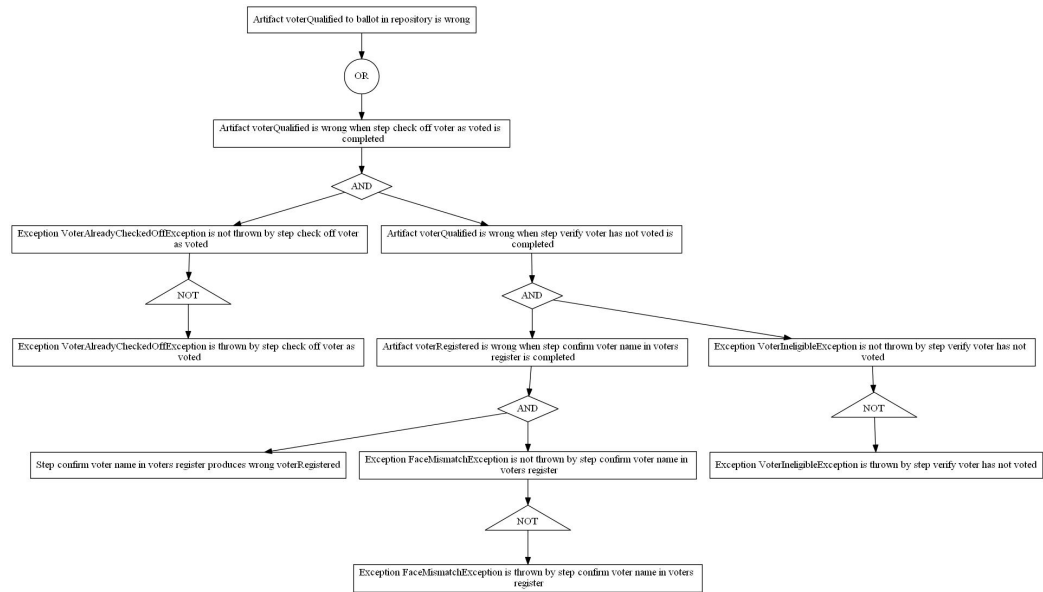 Artifact voterQualified to ballot in repository is wrong
OR
Artifact voterQualified is wrong when step check off voter as voted is
completed
AND
Exception VoterAlreadyCheckedOffException is not thrown by step check off voter
as voted
Artifact voterQualified is wrong when step verify voter has not voted is
completed
NOT
AND
Exception VoterAlreadyCheckedOffException is thrown by step check off voter as
voted
Artifact voterRegistered is wrong when step confirm voter name in voters
register is completed
Exception VoterIneligibleException is not thrown by step verify voter has not
voted
AND
NOT
Step confirm voter name in voters register produces wrong voterRegistered
Exception FaceMismatchException is not thrown by step confirm voter name in
voters register
Exception VoterIneligibleException is thrown by step verify voter has not voted
NOT
Exception FaceMismatchException is thrown by step confirm voter name in voters
register